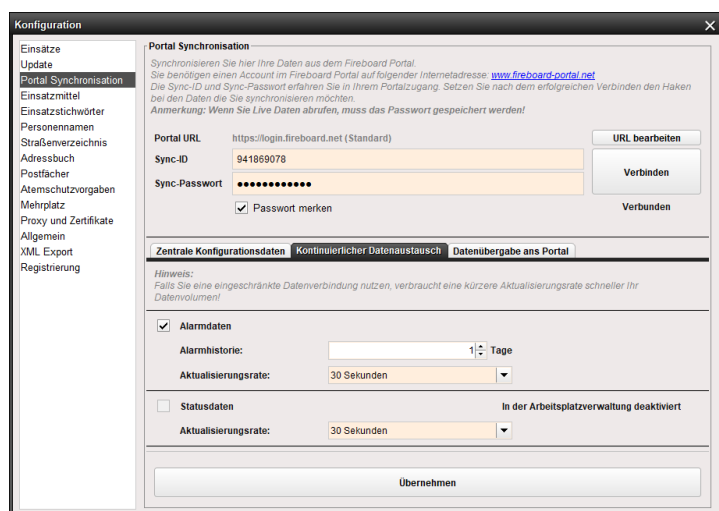 Konfiguration
Einsätze
Update
Portal Synchronisation
Einsatzmittel
Einsatzstichwörter
Personennamen
Straßenverzeichnis
Adressbuch
Postfächer
Atemschutzvorgaben
Mehrplatz
Proxy und Zertifikate
Allgemein
XML Export
Registrierung
Portal Synchronisation
Synchronisieren Sie hier Ihre Daten aus dem Fireboard Portal.
Sie benötigen einen Account im Fireboard Portal auf folgender Internetadresse: www.fireboard-portal.net
Die Sync-ID und Sync-Passwort erfahren Sie in Ihrem Portalzugang. Setzen Sie nach dem erfolgreichen Verbinden den Haken
bei den Daten die Sie synchronisieren möchten.
Anmerkung: Wenn Sie Live Daten abrufen, muss das Passwort gespeichert werden!
Portal URL https://login.fireboard.net (Standard) URL bearbeiten
Sync-ID 941869078
Verbinden
Sync-Passwort ●●●●●●●●●●●●
Passwort merken Verbunden
Zentrale Konfigurationsdaten Kontinuierlicher Datenaustausch Datenübergabe ans Portal
Hinweis:
Falls Sie eine eingeschränkte Datenverbindung nutzen, verbraucht eine kürzere Aktualisierungsrate schneller Ihr
Datenvolumen!
Alarmdaten
Alarmhistorie: 1 Tage
Aktualisierungsrate: 30 Sekunden
Statusdaten In der Arbeitsplatzverwaltung deaktiviert
Aktualisierungsrate: 30 Sekunden
Übernehmen